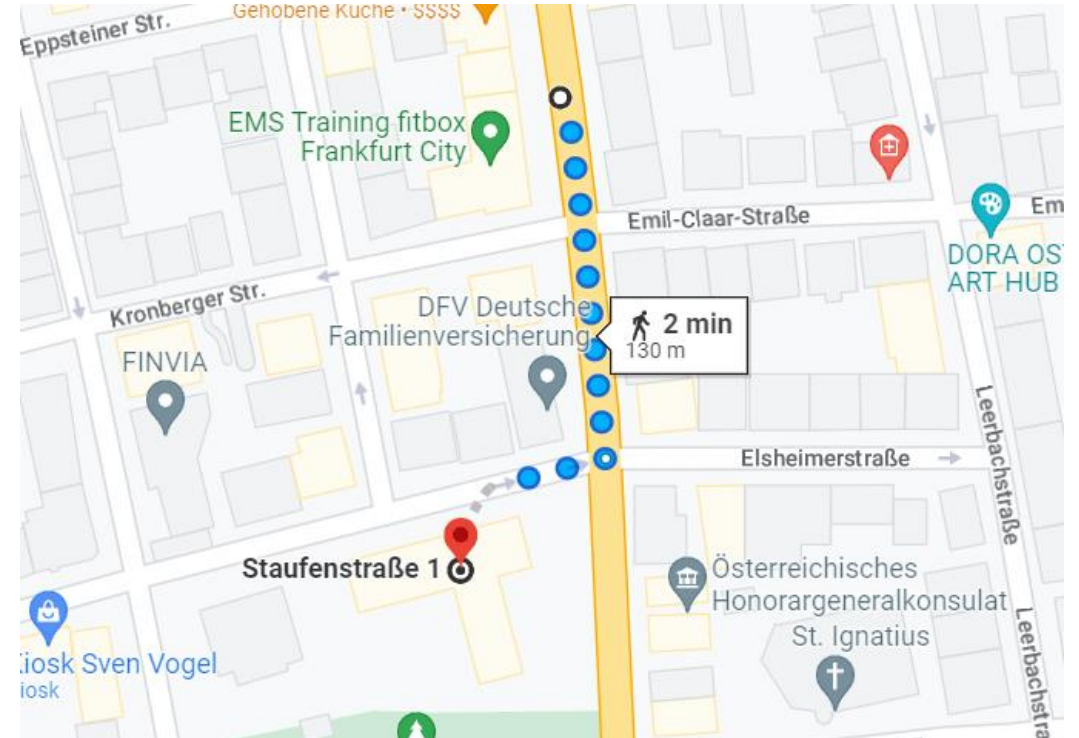 Gehobene Küche • $$$$
Eppsteiner Str.
EMS Training fitbox
Frankfurt City
Emil-Claar-Straße
Em
DORA OS
ART HUB
Kronberger Str.
DFV Deutsche
Familienversicherung
2 min
130 m
FINVIA
Leerbachstraße
Elsheimerstraße
Staufenstraße 1
Österreichisches
Honorargeneralkonsulat
St. Ignatius
Leerbachstra
Kiosk Sven Vogel
iosk